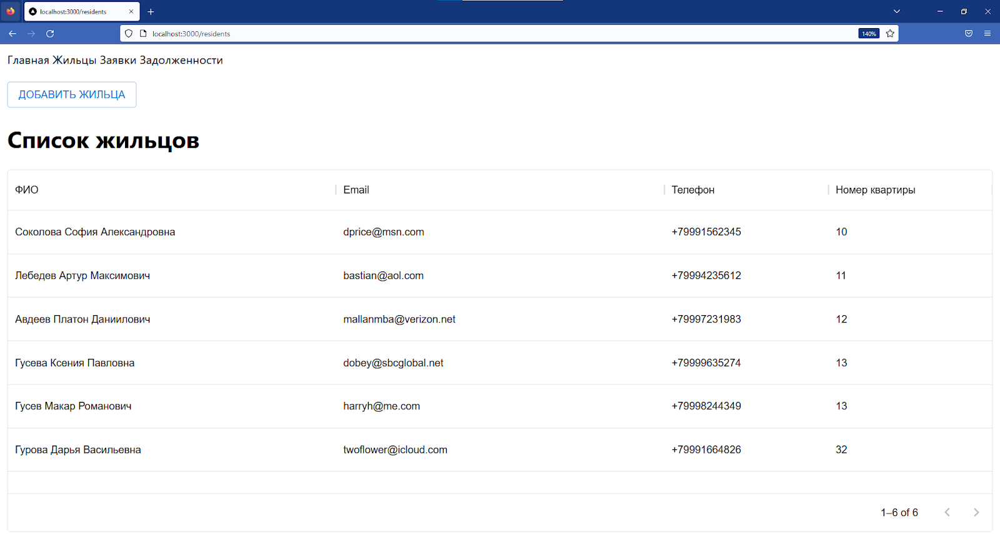 localhost:3000/residents
localhost:3000/residents 140%
Главная Жильцы Заявки Задолженности
ДОБАВИТЬ ЖИЛЬЦА
Список жильцов
ФИО Email Телефон Номер квартиры
Соколова София Александровна dprice@msn.com +79991562345 10
Лебедев Артур Максимович bastian@aol.com +79994235612 11
Авдеев Платон Даниилович mallanmba@verizon.net +79997231983 12
Гусева Ксения Павловна dobey@sbcglobal.net +79999635274 13
Гусев Макар Романович harryh@me.com +79998244349 13
Гурова Дарья Васильевна twoflower@icloud.com +79991664826 32
1–6 of 6